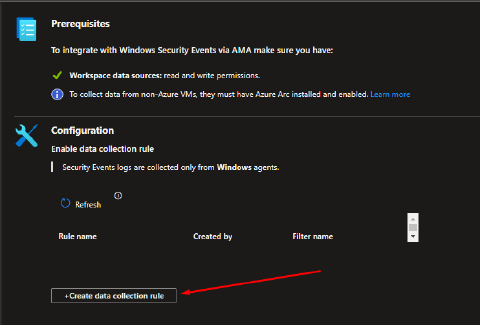 Prerequisites
To integrate with Windows Security Events via AMA make sure you have:
Workspace data sources: read and write permissions.
To collect data from non-Azure VMs, they must have Azure Arc installed and enabled. Learn more
Configuration
Enable data collection rule
Security Events logs are collected only from Windows agents.
Refresh
Rule name Created by Filter name
+Create data collection rule